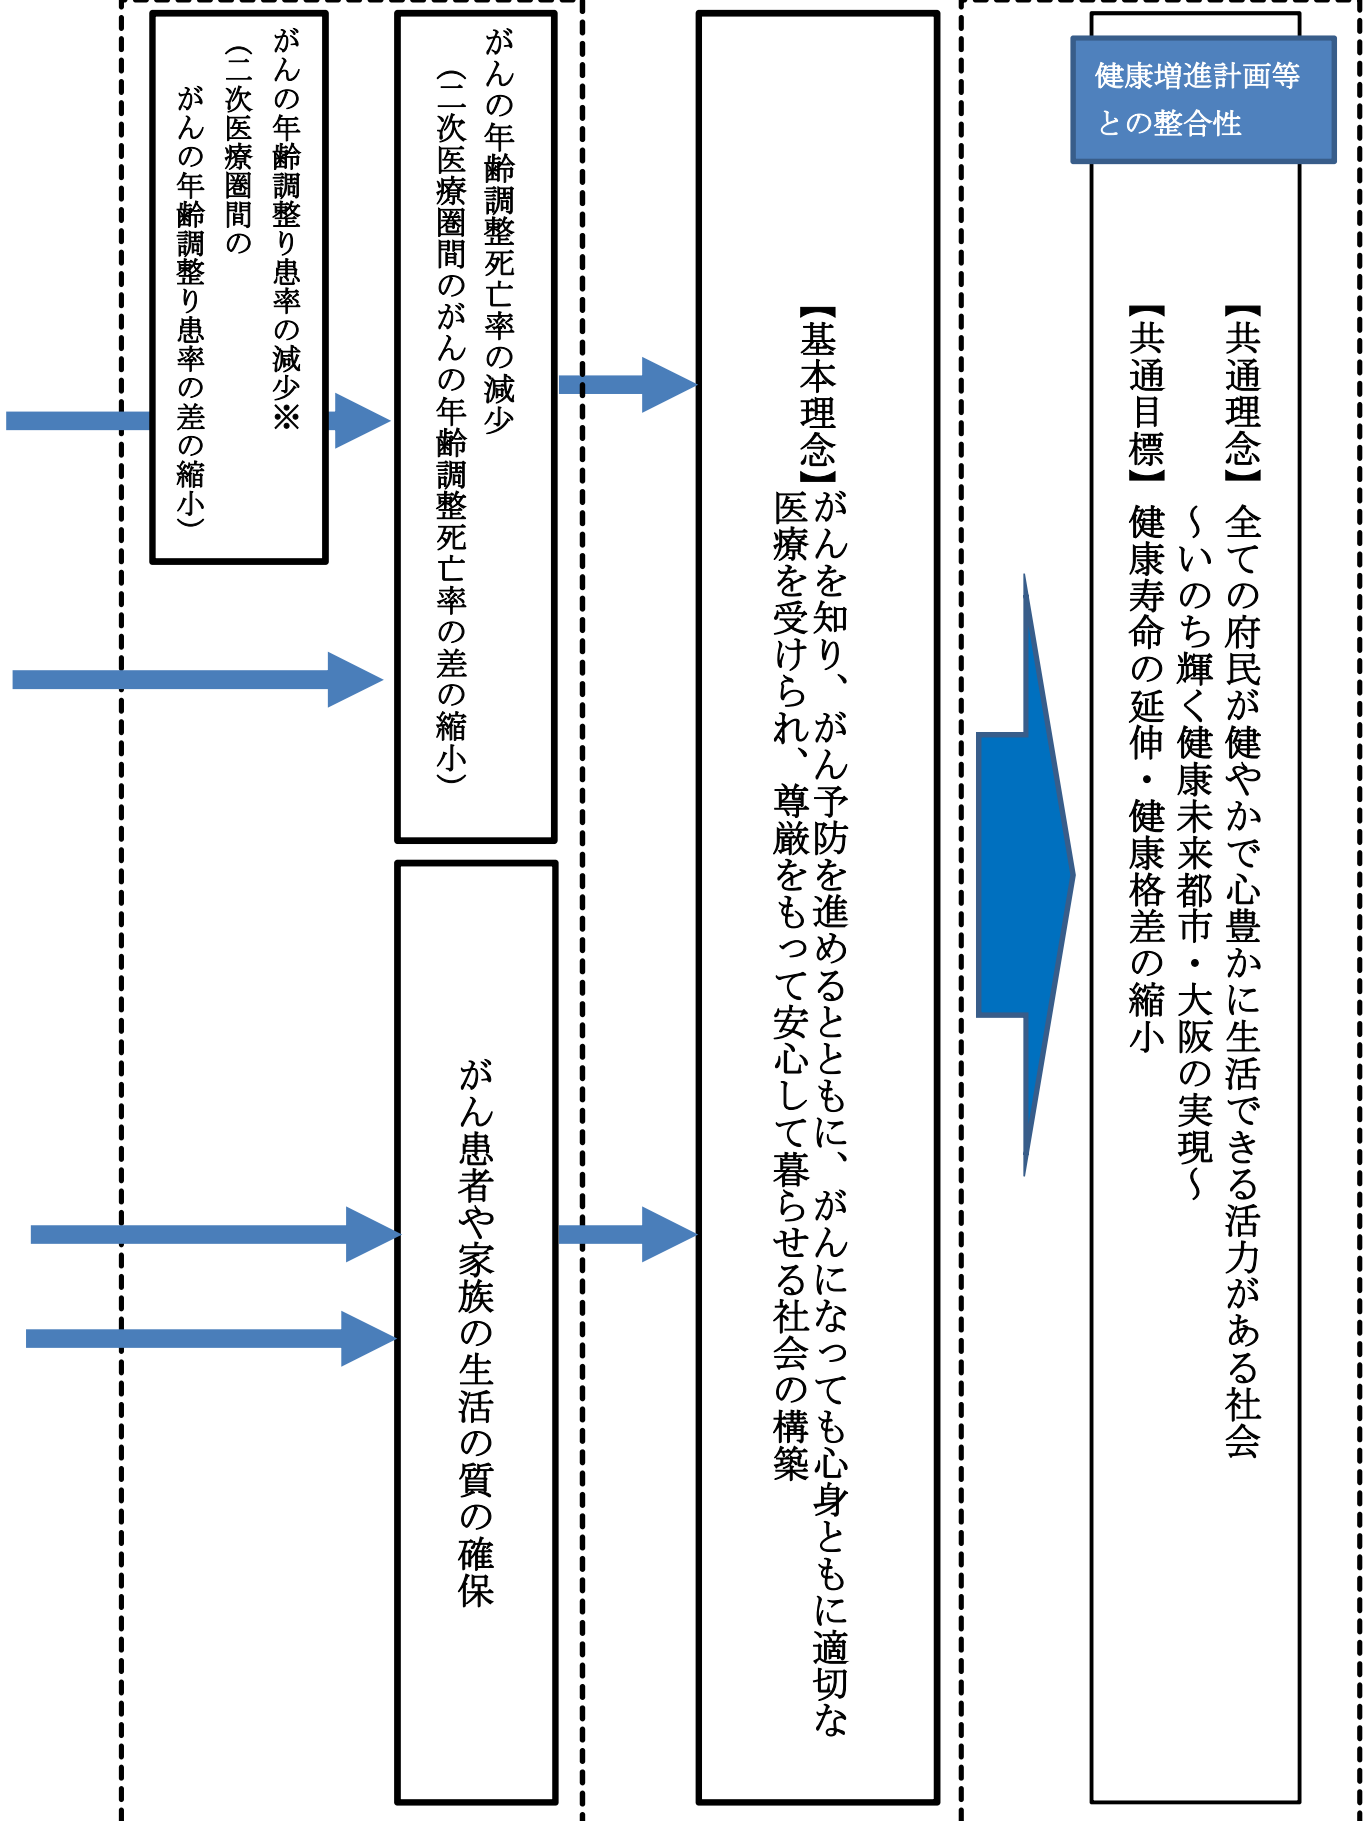 健康増進計画等
との整合性
【共通理念】全ての府民が健やかで心豊かに生活できる活力がある社会
～いのち輝く健康未来都市・大阪の実現～
【共通目標】健康寿命の延伸・健康格差の縮小
【基本理念】がんを知り、がん予防を進めるとともに、がんになっても心身ともに適切な
医療を受けられ、尊厳をもって安心して暮らせる社会の構築
がんの年齢調整死亡率の減少
（二次医療圏間のがんの年齢調整死亡率の差の縮小）
がん患者や家族の生活の質の確保
がんの年齢調整り患率の減少※
（二次医療圏間の
がんの年齢調整り患率の差の縮小）